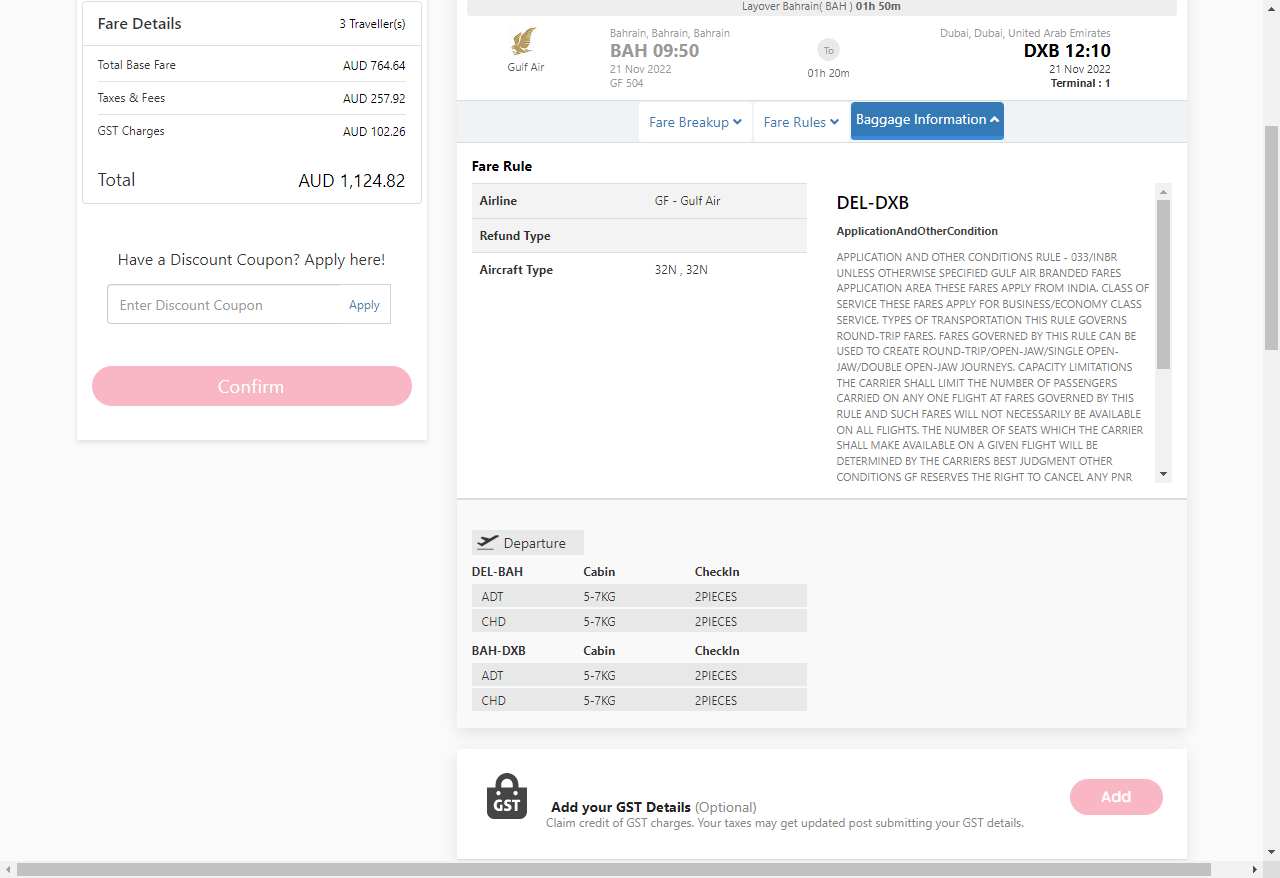 Fare Details 3 Traveller(s)
Total Base Fare AUD 764.64
Taxes & Fees AUD 257.92
GST Charges AUD 102.26
Total AUD 1,124.82
Have a Discount Coupon? Apply here!
Enter Discount Coupon Apply
Confirm
Layover Bahrain( BAH ) 01h 50m
Gulf Air
Bahrain, Bahrain, Bahrain
BAH 09:50
21 Nov 2022
GF 504
To
01h 20m
Dubai, Dubai, United Arab Emirates
DXB 12:10
21 Nov 2022
Terminal : 1
Fare Breakup Fare Rules Baggage Information
Fare Rule
Airline GF - Gulf Air
Refund Type
Aircraft Type 32N , 32N
DEL-DXB
ApplicationAndOtherCondition
APPLICATION AND OTHER CONDITIONS RULE - 033/INBR
UNLESS OTHERWISE SPECIFIED GULF AIR BRANDED FARES
APPLICATION AREA THESE FARES APPLY FROM INDIA. CLASS OF
SERVICE THESE FARES APPLY FOR BUSINESS/ECONOMY CLASS
SERVICE. TYPES OF TRANSPORTATION THIS RULE GOVERNS
ROUND-TRIP FARES. FARES GOVERNED BY THIS RULE CAN BE
USED TO CREATE ROUND-TRIP/OPEN-JAW/SINGLE OPEN-
JAW/DOUBLE OPEN-JAW JOURNEYS. CAPACITY LIMITATIONS
THE CARRIER SHALL LIMIT THE NUMBER OF PASSENGERS
CARRIED ON ANY ONE FLIGHT AT FARES GOVERNED BY THIS
RULE AND SUCH FARES WILL NOT NECESSARILY BE AVAILABLE
ON ALL FLIGHTS. THE NUMBER OF SEATS WHICH THE CARRIER
SHALL MAKE AVAILABLE ON A GIVEN FLIGHT WILL BE
DETERMINED BY THE CARRIERS BEST JUDGMENT OTHER
CONDITIONS GF RESERVES THE RIGHT TO CANCEL ANY PNR
Departure
DEL-BAH Cabin CheckIn
ADT 5-7KG 2PIECES
CHD 5-7KG 2PIECES
BAH-DXB Cabin CheckIn
ADT 5-7KG 2PIECES
CHD 5-7KG 2PIECES
GST
Add your GST Details (Optional)
Claim credit of GST charges. Your taxes may get updated post submitting your GST details.
Add